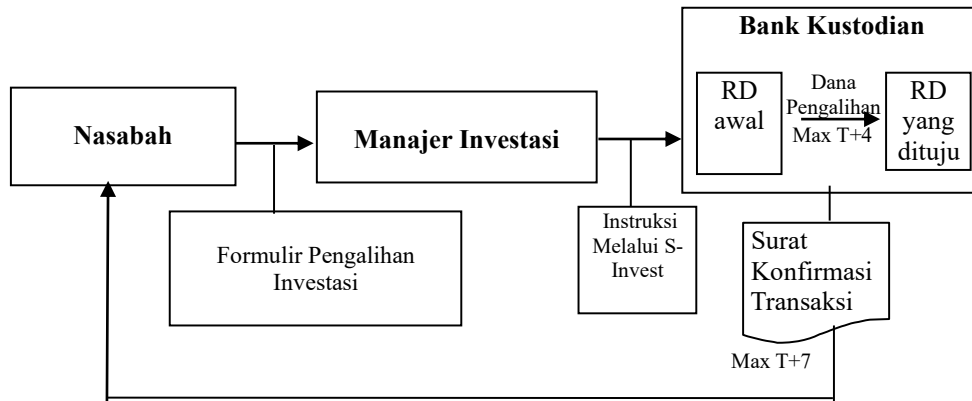 Bank Kustodian
Nasabah
Manajer Investasi
RD
awal
Dana
Pengalihan
Max T+4
RD
yang
dituju
Formulir Pengalihan
Investasi
Instruksi
Melalui S-
Invest
Surat
Konfirmasi
Transaksi
Max T+7